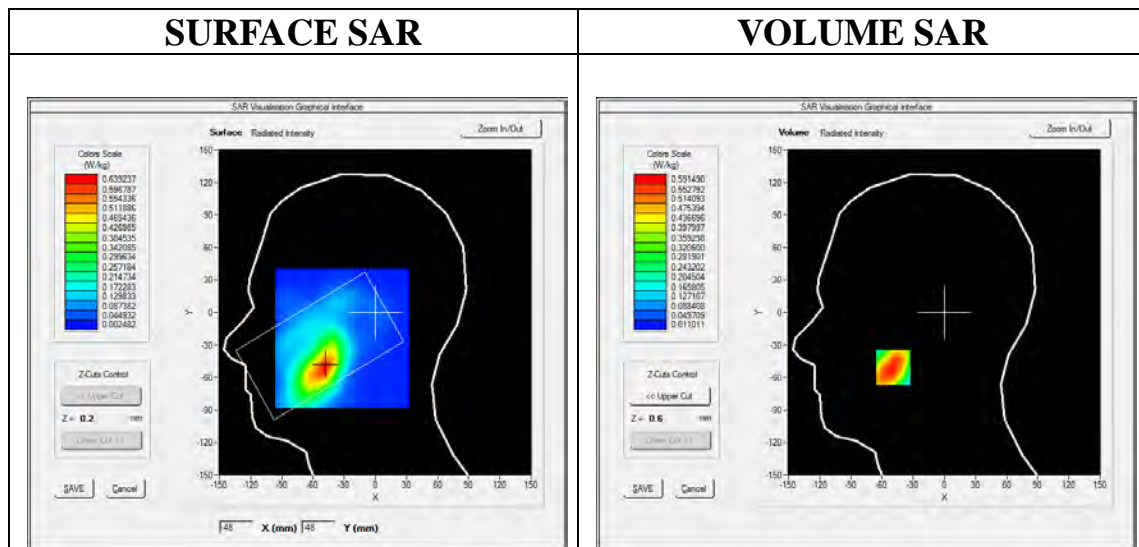 SURFACE SAR
VOLUME SAR
SAR Visualisation Graphical Interface
Surface Radiated Intensity
Zoom In/Out
Colors Scale
(W/kg)
0.639237
0.596787
0.554336
0.511886
0.469436
0.426985
0.384535
0.342085
0.299634
0.257184
0.214734
0.172283
0.129833
0.087382
0.044932
0.002482
Z-Cuts Control
<< Upper Cut
Z = 0.2 mm
Lower Cut >>
SAVE Cancel
150
120
90
60
30
0
-30
-60
-90
-120
-150
Y
-150 -120 -90 -60 -30 0 30 60 90 120 150
X
48 X (mm) 48 Y (mm)
SAR Visualisation Graphical Interface
Volume Radiated Intensity
Zoom In/Out
Colors Scale
(W/kg)
0.591490
0.552792
0.514093
0.475394
0.436696
0.397997
0.359298
0.320600
0.281901
0.243202
0.204504
0.165805
0.127107
0.088408
0.049709
0.011011
Z-Cuts Control
<< Upper Cut
Z = 0.6 mm
Lower Cut >>
SAVE Cancel
150
120
90
60
30
0
-30
-60
-90
-120
-150
Y
-150 -120 -90 -60 -30 0 30 60 90 120 150
X